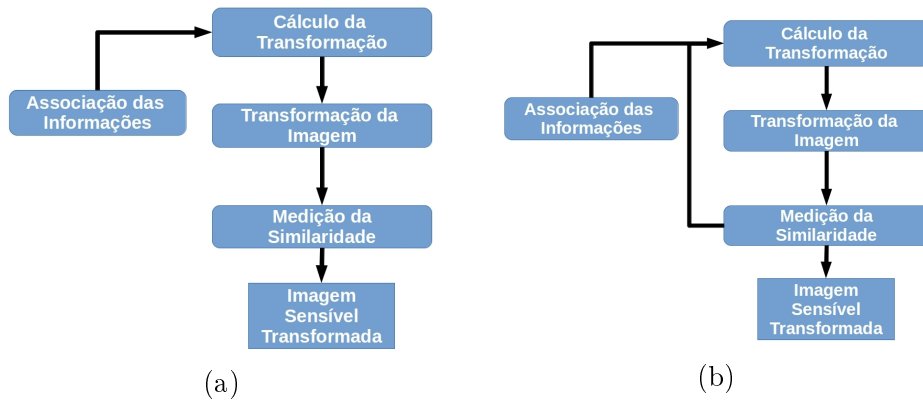 Cálculo da
Transformação
Associação das
Informações
Transformação da
Imagem
Medição da
Similaridade
Imagem
Sensível
Transformada
(a)
Cálculo da
Transformação
Associação das
Informações
Transformação da
Imagem
Medição da
Similaridade
Imagem
Sensível
Transformada
(b)